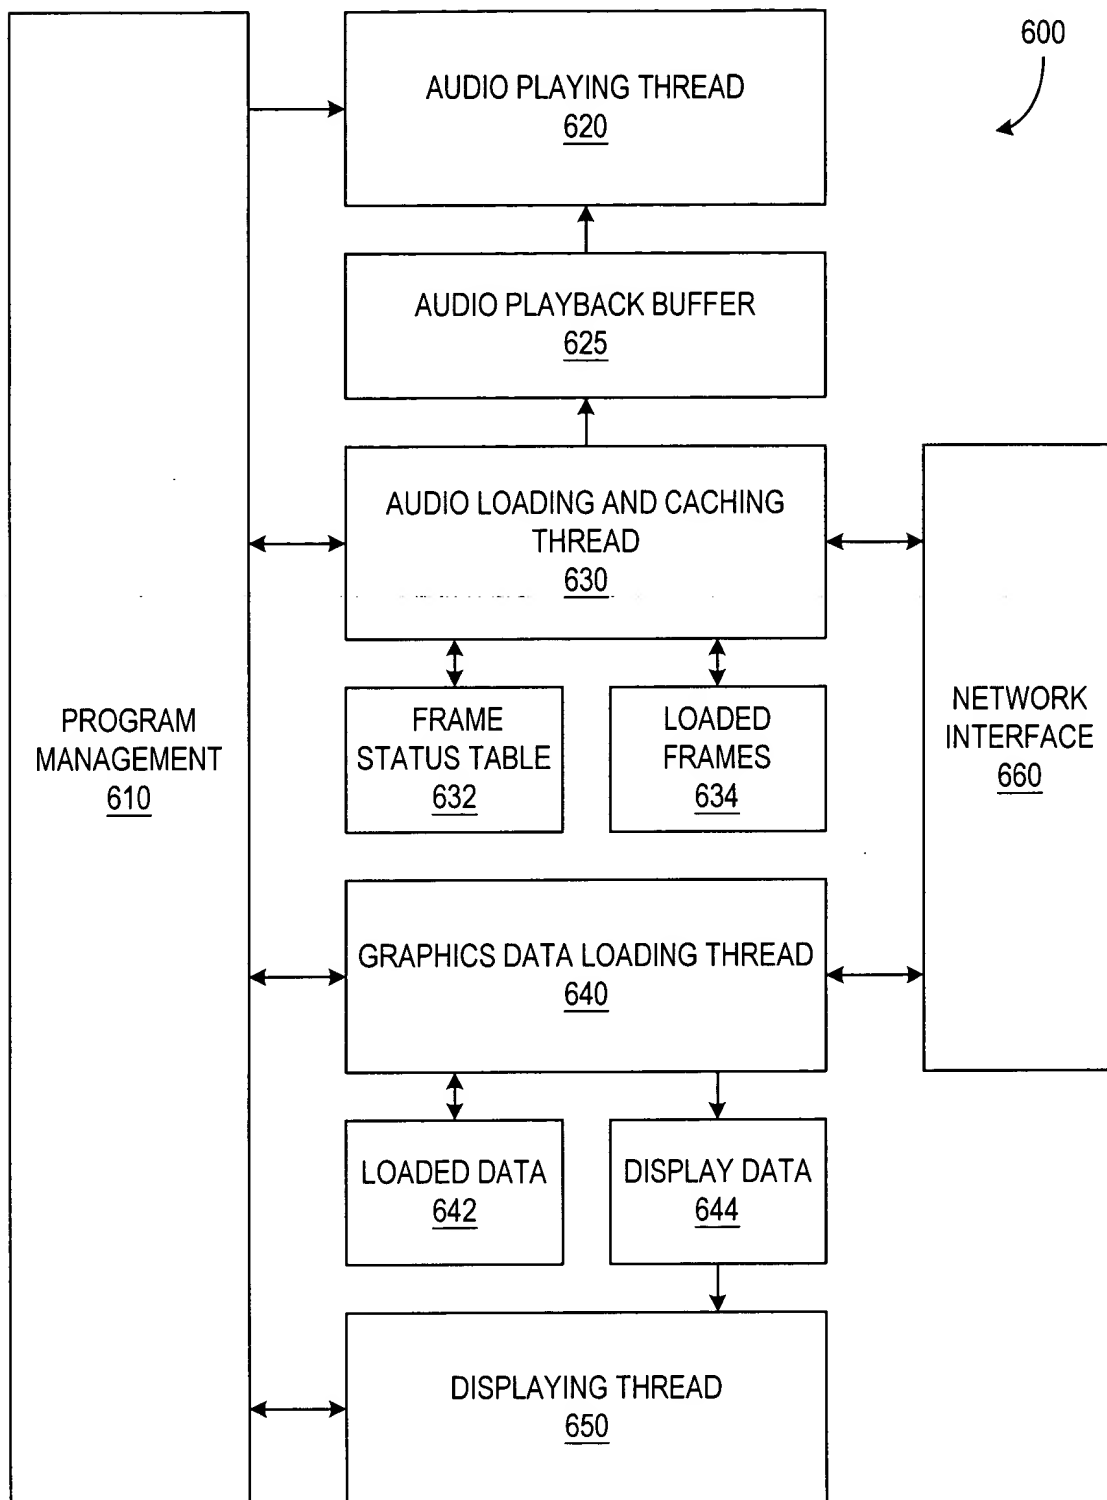 600
AUDIO PLAYING THREAD
620
AUDIO PLAYBACK BUFFER
625
AUDIO LOADING AND CACHING
THREAD
630
PROGRAM
MANAGEMENT
610
FRAME
STATUS TABLE
632
LOADED
FRAMES
634
NETWORK
INTERFACE
660
GRAPHICS DATA LOADING THREAD
640
LOADED DATA
642
DISPLAY DATA
644
DISPLAYING THREAD
650